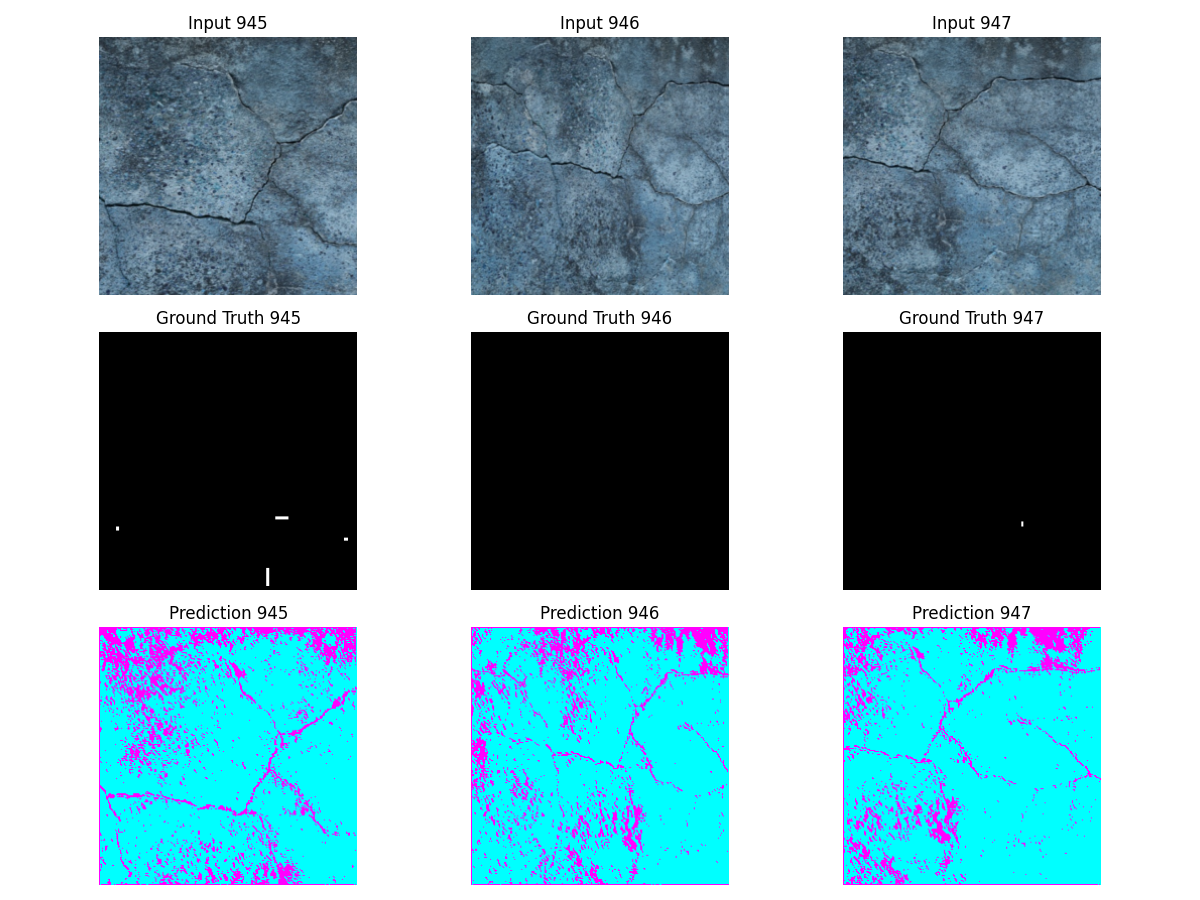 Input 945
Input 946
Input 947
Ground Truth 945
Ground Truth 946
Ground Truth 947
Prediction 945
Prediction 946
Prediction 947